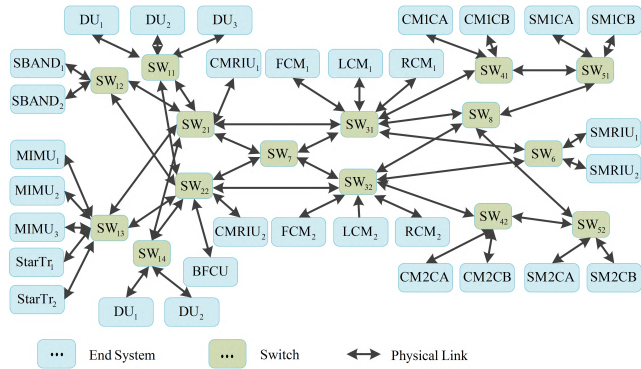 DU₁
DU₂
DU₃
CM1CA
CM1CB
SM1CA
SM1CB
SBAND₁
SW₁₁
CMRIU₁
FCM₁
LCM₁
RCM₁
SW₄₁
SW₅₁
SW₁₂
SBAND₂
SW₂₁
SW₃₁
SW₈
SMRIU₁
MIMU₁
SW₇
SW₆
SMRIU₂
MIMU₂
SW₂₂
SW₃₂
MIMU₃
SW₁₃
CMRIU₂
FCM₂
LCM₂
RCM₂
SW₄₂
SW₅₂
StarTr₁
SW₁₄
BFCU
CM2CA
CM2CB
SM2CA
SM2CB
StarTr₂
DU₁
DU₂
... End System
... Switch
Physical Link